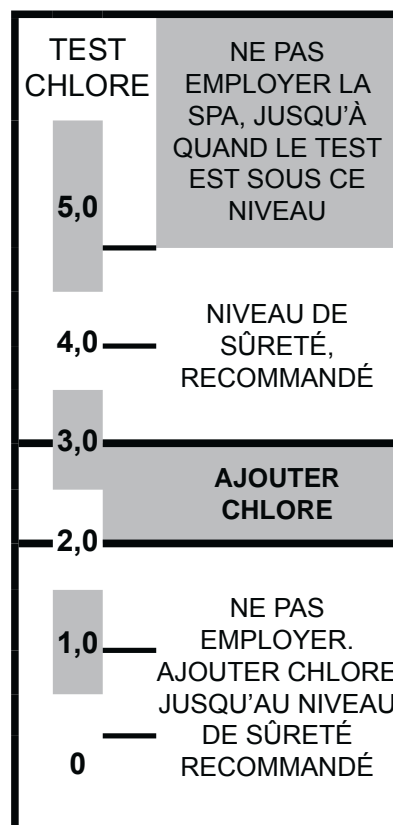 TEST
CHLORE
NE PAS
EMPLOYER LA
SPA, JUSQU'À
QUAND LE TEST
EST SOUS CE
NIVEAU
5,0
4,0
NIVEAU DE
SÛRETÉ,
RECOMMANDÉ
3,0
AJOUTER
CHLORE
2,0
1,0
NE PAS
EMPLOYER.
AJOUTER CHLORE
JUSQU'AU NIVEAU
DE SÛRETÉ
RECOMMANDÉ
0